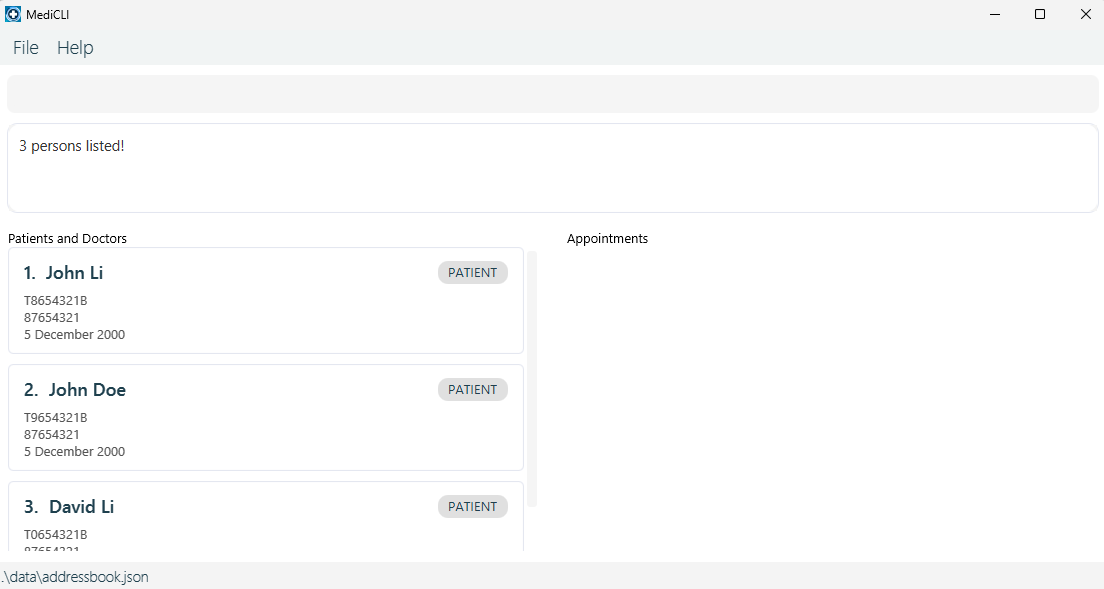 MediCLI
File Help
3 persons listed!
Patients and Doctors
Appointments
1. John Li
PATIENT
T8654321B
87654321
5 December 2000
2. John Doe
PATIENT
T9654321B
87654321
5 December 2000
3. David Li
PATIENT
T0654321B
87654321
.\data\addressbook.json